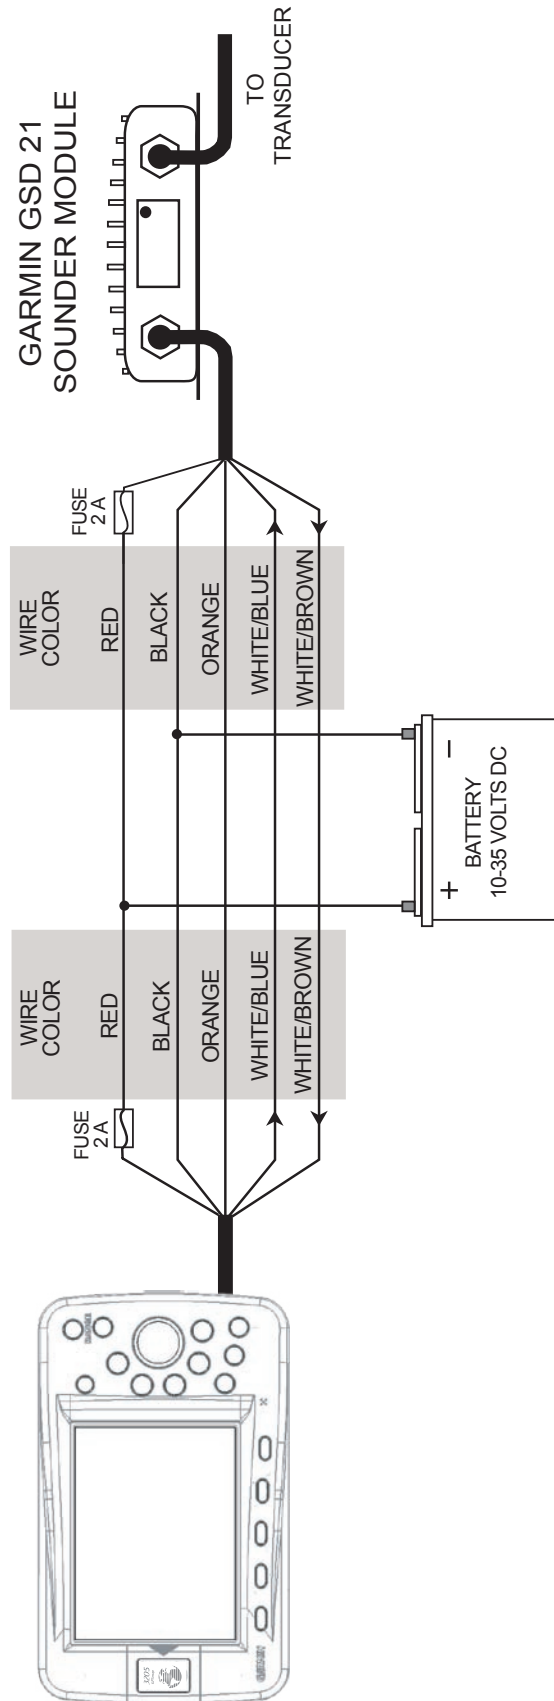 GARMIN GSD 21
SOUNDER MODULE
TO
TRANSDUCER
FUSE
2 A
WIRE
COLOR
RED
BLACK
ORANGE
WHITE/BLUE
WHITE/BROWN
BATTERY
10-35 VOLTS DC
+
–
WIRE
COLOR
RED
BLACK
ORANGE
WHITE/BLUE
WHITE/BROWN
FUSE
2 A
GARMIN